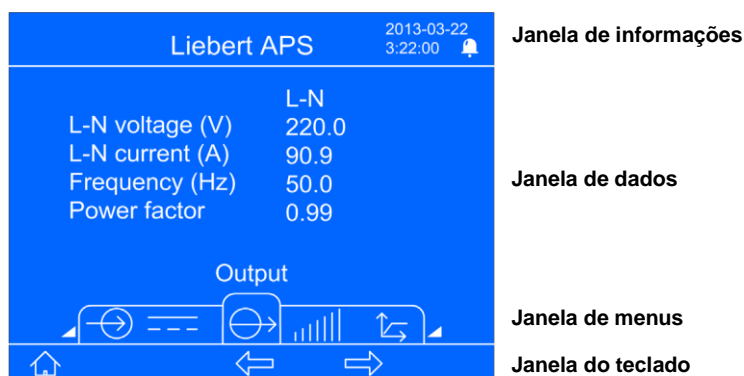 Liebert APS
2013-03-22
3:22:00
Janela de informações
L-N
L-N voltage (V) 220.0
L-N current (A) 90.9
Frequency (Hz) 50.0
Power factor 0.99
Janela de dados
Output
Janela de menus
Janela do teclado